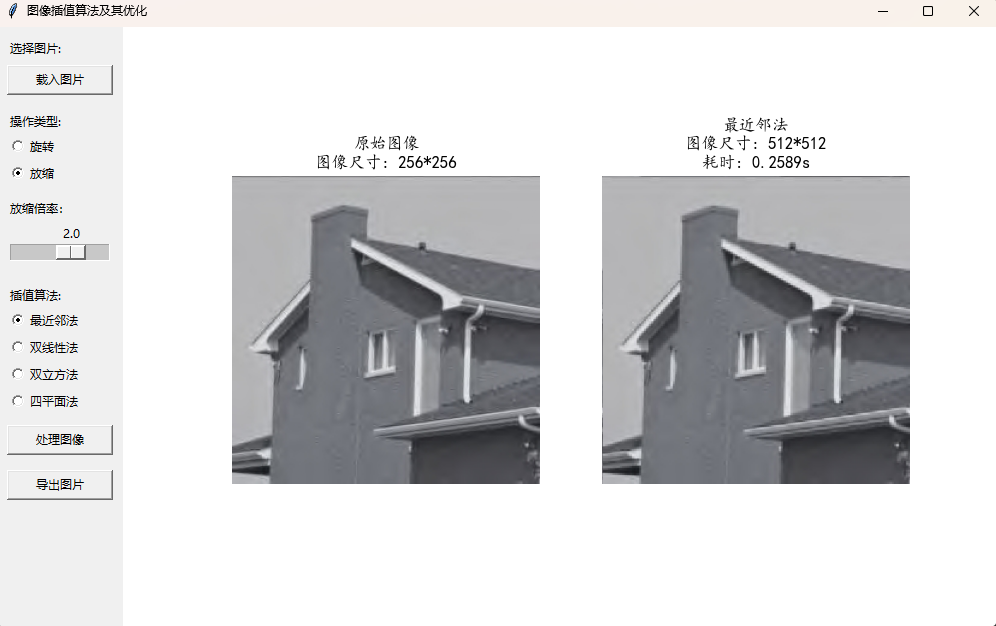 图像插值算法及其优化
选择图片:
载入图片
操作类型:
旋转
放缩
放缩倍率:
2.0
插值算法:
最近邻法
双线性法
双立方法
四平面法
处理图像
导出图片
原始图像
图像尺寸: 256*256
最近邻法
图像尺寸: 512*512
耗时: 0.2589s